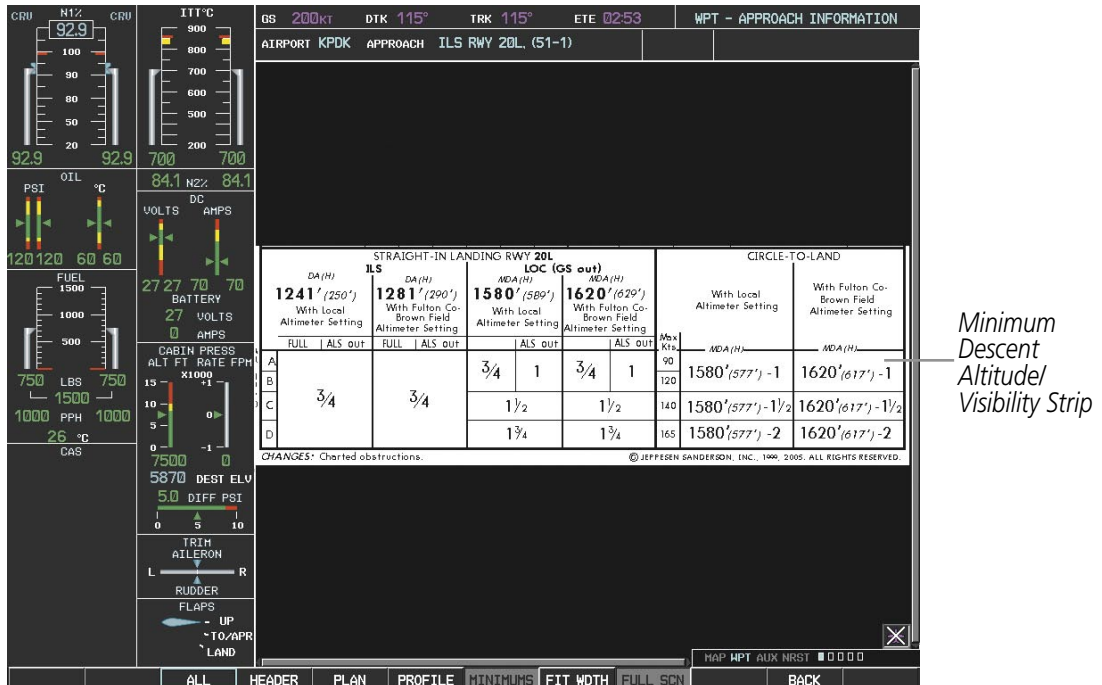 CRU N1% CRU
92.9
100
90
80
50
20
92.9 92.9
ITT°C
900
800
700
600
500
200
700 700
OIL
PSI °C
120 120 60 60
84.1 N2% 84.1
DC
VOLTS AMPS
27 27 70 70
BATTERY
27 VOLTS
0 AMPS
FUEL
1500
1000
500
750 LBS 750
1500
1000 PPH 1000
26 °C
CAS
CABIN PRESS
ALT FT RATE FPM
X1000
15 +1
10 0
5
0 -1
7500 0
5870 DEST ELV
5.0 DIFF PSI
0 5 10
TRIM
AILERON
L R
RUDDER
FLAPS
UP
TO/APR
LAND
GS 200KT DTK 115° TRK 115° ETE 02:53 WPT - APPROACH INFORMATION
AIRPORT KPDK APPROACH ILS RWY 20L, (51-1)
STRAIGHT-IN LANDING RWY 20L CIRCLE-TO-LAND
ILS LOC (GS out)
DA(H) DA(H) MDA(H) MDA(H)
1241' (250') 1281' (290') 1580' (589') 1620' (629')
With Local Altimeter Setting
With Fulton Co-Brown Field Altimeter Setting
With Local Altimeter Setting
With Fulton Co-Brown Field Altimeter Setting
With Local Altimeter Setting
With Fulton Co-Brown Field Altimeter Setting
FULL ALS out FULL ALS out ALS out ALS out Max Kts MDA(H) MDA(H)
A 3/4 3/4 3/4 1 3/4 1 90 1580' (577') - 1 1620' (617') - 1
B 120
C 1 1/2 1 1/2 140 1580' (577') - 1 1/2 1620' (617') - 1 1/2
D 1 3/4 1 3/4 165 1580' (577') - 2 1620' (617') - 2
CHANGES: Charted obstructions. © JEPPESEN SANDERSON, INC., 1999, 2005. ALL RIGHTS RESERVED.
Minimum
Descent
Altitude/
Visibility Strip
MAP WPT AUX NRST
ALL HEADER PLAN PROFILE MINIMUMS FIT WDTH FULL SCN BACK